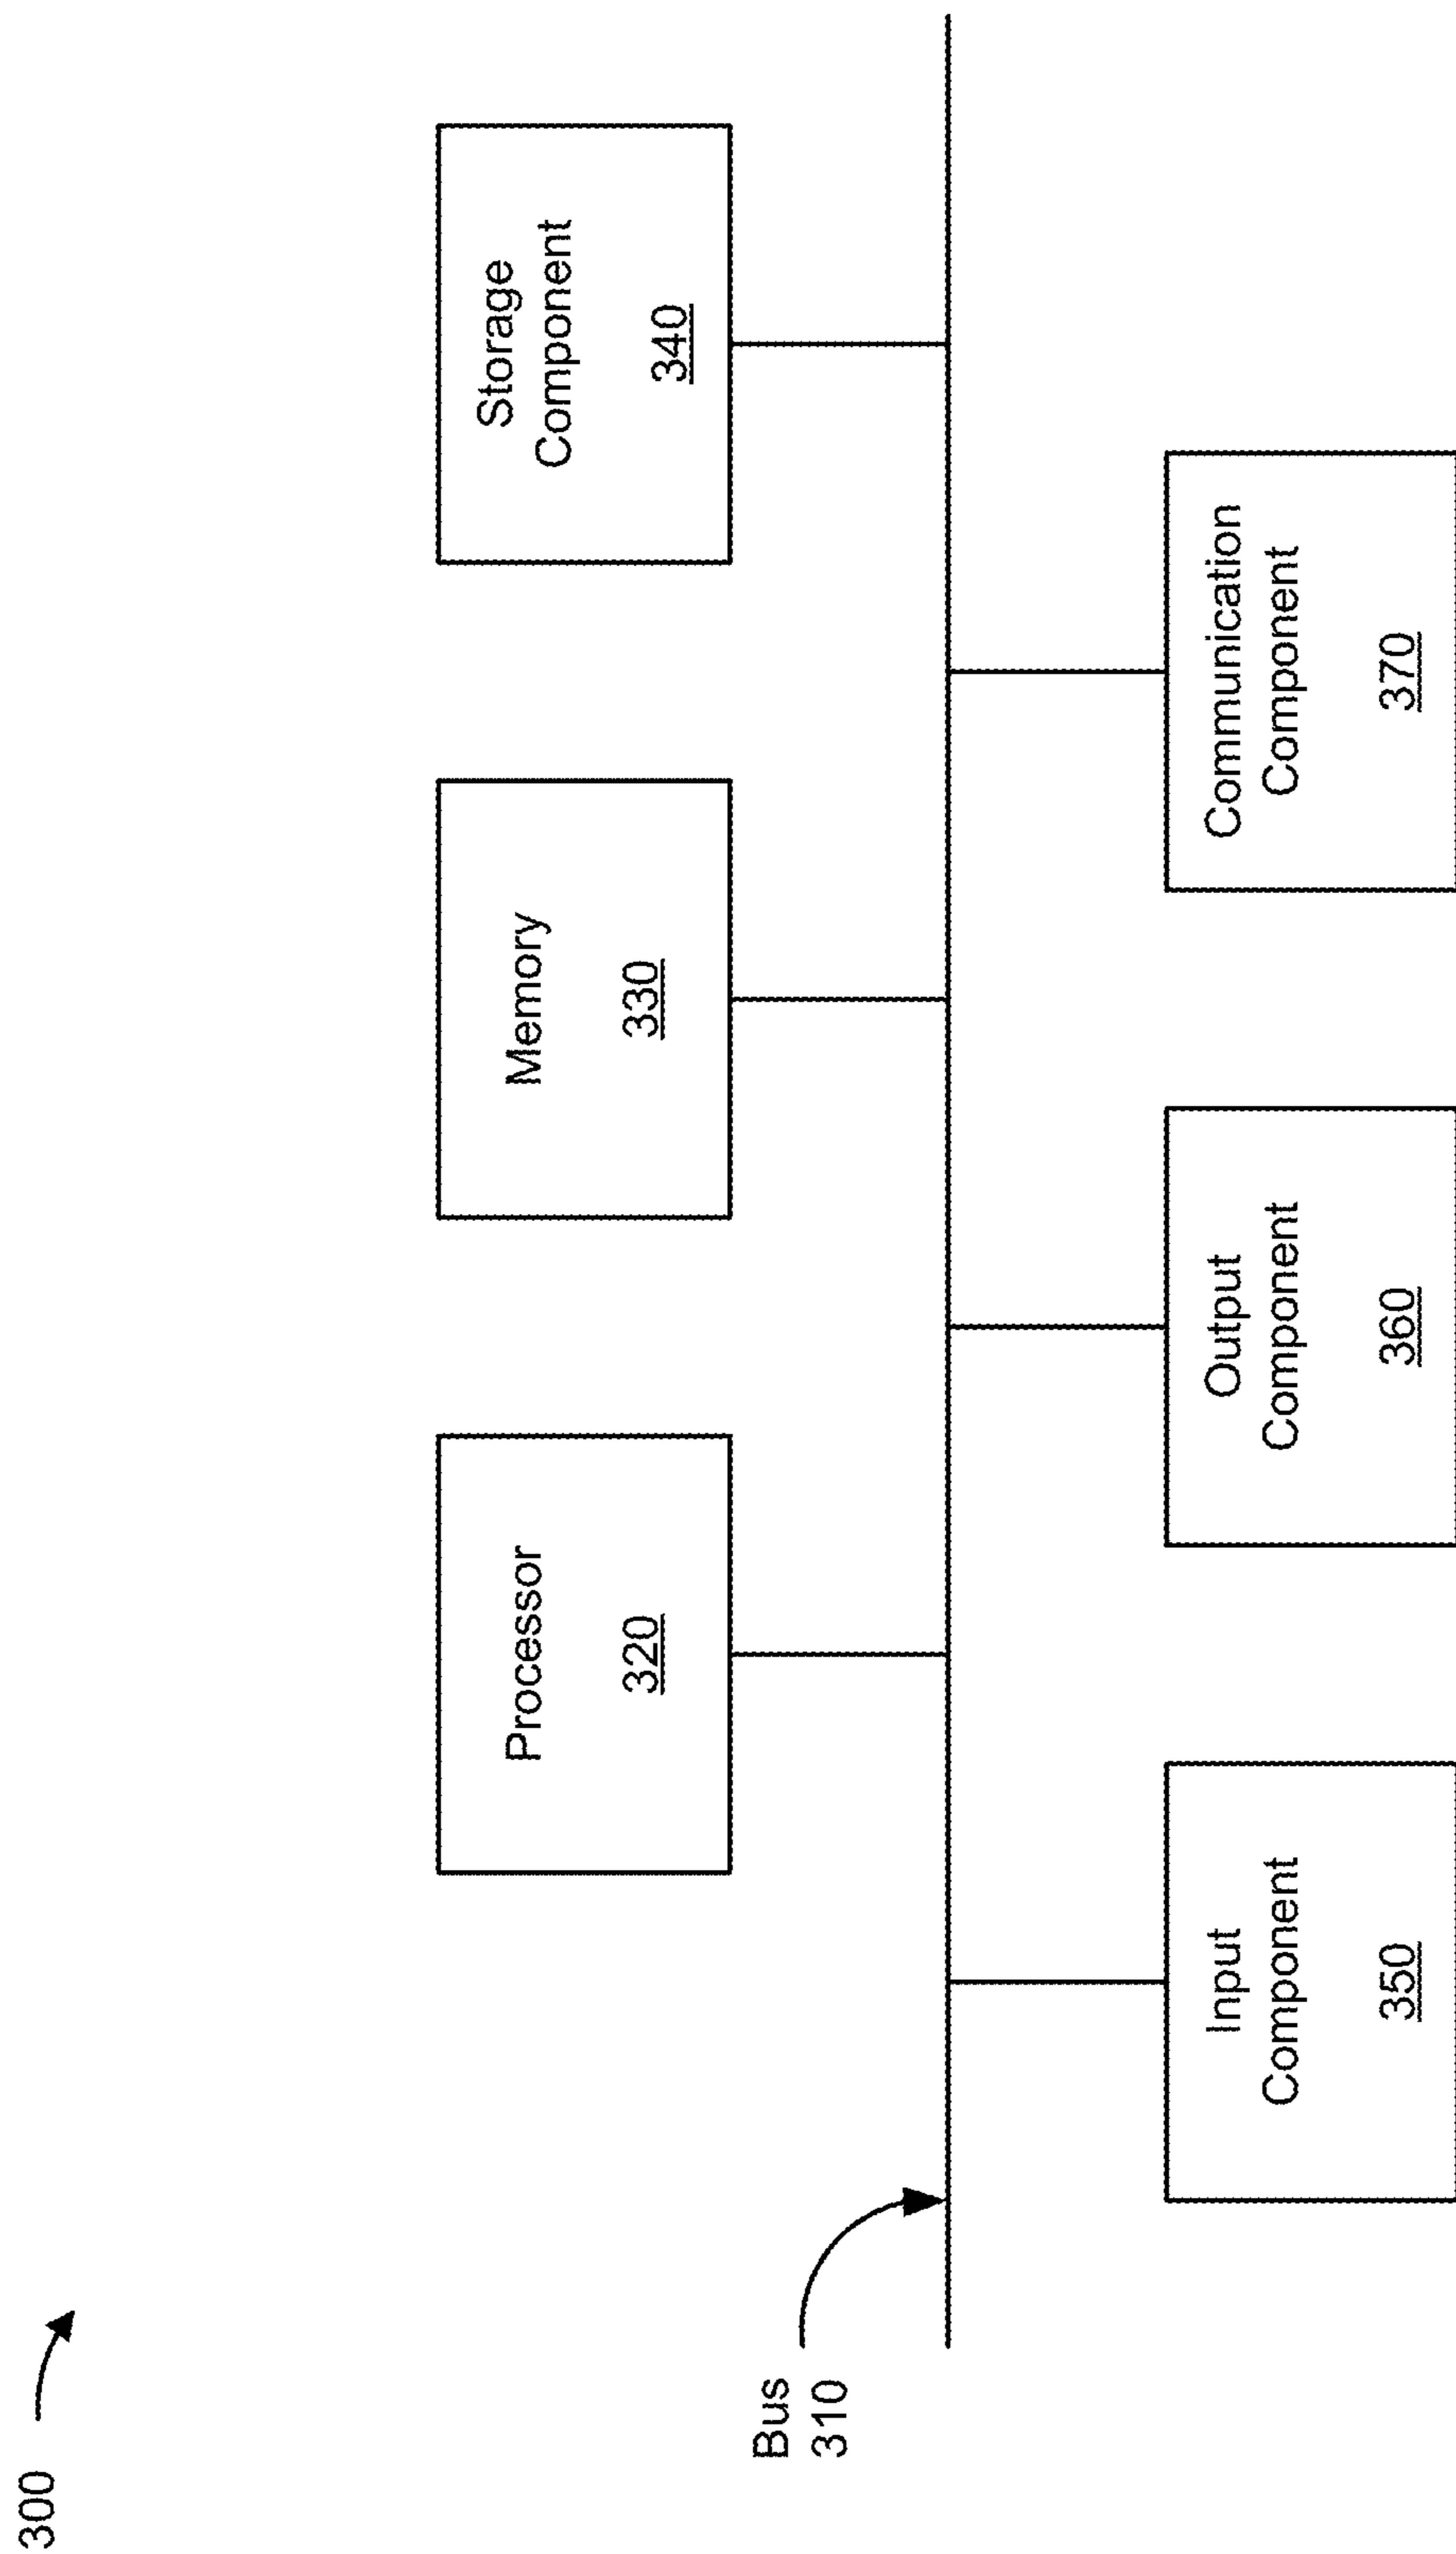 300
Processor
320
Memory
330
Storage
Component
340
Bus
310
Input
Component
350
Output
Component
360
Communication
Component
370